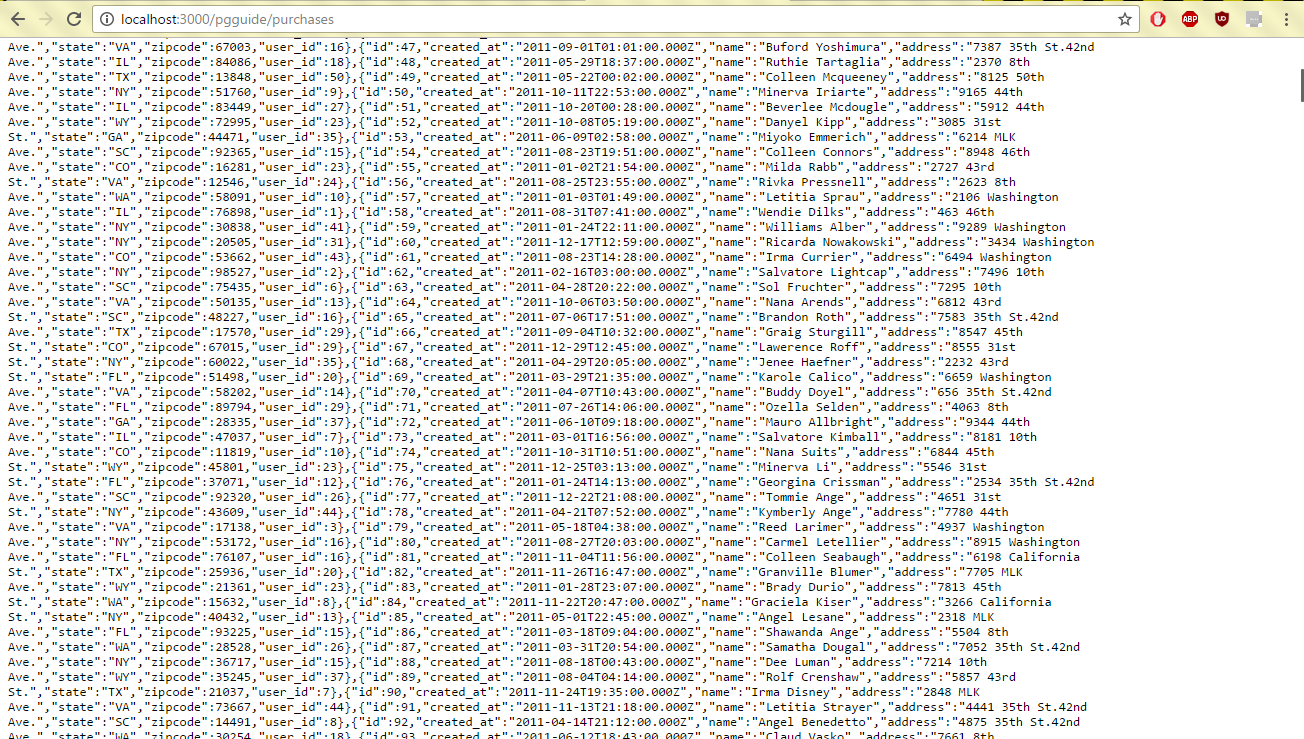 localhost:3000/pgguide/purchases
ABP
Ave.","state":"VA","zipcode":67003,"user_id":16},{"id":47,"created_at":"2011-09-01T01:01:00.000Z","name":"Buford Yoshimura","address":"7387 35th St.42nd
Ave.","state":"IL","zipcode":84086,"user_id":18},{"id":48,"created_at":"2011-05-29T18:37:00.000Z","name":"Ruthie Tartaglia","address":"2370 8th
Ave.","state":"TX","zipcode":13848,"user_id":50},{"id":49,"created_at":"2011-05-22T00:02:00.000Z","name":"Colleen Mcqueeney","address":"8125 50th
Ave.","state":"NY","zipcode":51760,"user_id":9},{"id":50,"created_at":"2011-10-11T22:53:00.000Z","name":"Minerva Iriarte","address":"9165 44th
Ave.","state":"IL","zipcode":83449,"user_id":27},{"id":51,"created_at":"2011-10-20T00:28:00.000Z","name":"Beverlee Mcdougle","address":"5912 44th
Ave.","state":"WY","zipcode":72995,"user_id":23},{"id":52,"created_at":"2011-10-08T05:19:00.000Z","name":"Danyel Kipp","address":"3085 31st
St.","state":"GA","zipcode":44471,"user_id":35},{"id":53,"created_at":"2011-06-09T02:58:00.000Z","name":"Miyoko Emmerich","address":"6214 MLK
Ave.","state":"SC","zipcode":92365,"user_id":15},{"id":54,"created_at":"2011-08-23T19:51:00.000Z","name":"Colleen Connors","address":"8948 46th
Ave.","state":"CO","zipcode":16281,"user_id":23},{"id":55,"created_at":"2011-01-02T21:54:00.000Z","name":"Milda Rabb","address":"2727 43rd
St.","state":"VA","zipcode":12546,"user_id":24},{"id":56,"created_at":"2011-08-25T23:55:00.000Z","name":"Rivka Pressnell","address":"2623 8th
Ave.","state":"WA","zipcode":58091,"user_id":10},{"id":57,"created_at":"2011-01-03T01:49:00.000Z","name":"Letitia Sprau","address":"2106 Washington
Ave.","state":"IL","zipcode":76898,"user_id":1},{"id":58,"created_at":"2011-08-31T07:41:00.000Z","name":"Wendie Dilks","address":"463 46th
Ave.","state":"NY","zipcode":30838,"user_id":41},{"id":59,"created_at":"2011-01-24T22:11:00.000Z","name":"Williams Alber","address":"9289 Washington
Ave.","state":"NY","zipcode":20505,"user_id":31},{"id":60,"created_at":"2011-12-17T12:59:00.000Z","name":"Ricarda Nowakowski","address":"3434 Washington
Ave.","state":"CO","zipcode":53662,"user_id":43},{"id":61,"created_at":"2011-08-23T14:28:00.000Z","name":"Irma Currier","address":"6494 Washington
Ave.","state":"NY","zipcode":98527,"user_id":2},{"id":62,"created_at":"2011-02-16T03:00:00.000Z","name":"Salvatore Lightcap","address":"7496 10th
Ave.","state":"SC","zipcode":75435,"user_id":6},{"id":63,"created_at":"2011-04-28T20:22:00.000Z","name":"Sol Fruchter","address":"7295 10th
Ave.","state":"VA","zipcode":50135,"user_id":13},{"id":64,"created_at":"2011-10-06T03:50:00.000Z","name":"Nana Arends","address":"6812 43rd
St.","state":"SC","zipcode":48227,"user_id":16},{"id":65,"created_at":"2011-07-06T17:51:00.000Z","name":"Brandon Roth","address":"7583 35th St.42nd
Ave.","state":"TX","zipcode":17570,"user_id":29},{"id":66,"created_at":"2011-09-04T10:32:00.000Z","name":"Graig Sturgill","address":"8547 45th
St.","state":"CO","zipcode":67015,"user_id":29},{"id":67,"created_at":"2011-12-29T12:45:00.000Z","name":"Lawerence Roff","address":"8555 31st
St.","state":"NY","zipcode":60022,"user_id":35},{"id":68,"created_at":"2011-04-29T20:05:00.000Z","name":"Jenee Haefner","address":"2232 43rd
St.","state":"FL","zipcode":51498,"user_id":20},{"id":69,"created_at":"2011-03-29T21:35:00.000Z","name":"Karole Calico","address":"6659 Washington
Ave.","state":"VA","zipcode":58202,"user_id":14},{"id":70,"created_at":"2011-04-07T10:43:00.000Z","name":"Buddy Doyel","address":"656 35th St.42nd
Ave.","state":"FL","zipcode":89794,"user_id":29},{"id":71,"created_at":"2011-07-26T14:06:00.000Z","name":"Ozella Selden","address":"4063 8th
Ave.","state":"GA","zipcode":28335,"user_id":37},{"id":72,"created_at":"2011-06-10T09:18:00.000Z","name":"Mauro Allbright","address":"9344 44th
Ave.","state":"IL","zipcode":47037,"user_id":7},{"id":73,"created_at":"2011-03-01T16:56:00.000Z","name":"Salvatore Kimball","address":"8181 10th
Ave.","state":"CO","zipcode":11819,"user_id":10},{"id":74,"created_at":"2011-10-31T10:51:00.000Z","name":"Nana Suits","address":"6844 45th
St.","state":"WY","zipcode":45801,"user_id":23},{"id":75,"created_at":"2011-12-25T03:13:00.000Z","name":"Minerva Li","address":"5546 31st
St.","state":"FL","zipcode":37071,"user_id":12},{"id":76,"created_at":"2011-01-24T14:13:00.000Z","name":"Georgina Crissman","address":"2534 35th St.42nd
Ave.","state":"SC","zipcode":92320,"user_id":26},{"id":77,"created_at":"2011-12-22T21:08:00.000Z","name":"Tommie Ange","address":"4651 31st
St.","state":"NY","zipcode":43609,"user_id":44},{"id":78,"created_at":"2011-04-21T07:52:00.000Z","name":"Kymberly Ange","address":"7780 44th
Ave.","state":"VA","zipcode":17138,"user_id":3},{"id":79,"created_at":"2011-05-18T04:38:00.000Z","name":"Reed Larimer","address":"4937 Washington
Ave.","state":"NY","zipcode":53172,"user_id":16},{"id":80,"created_at":"2011-08-27T20:03:00.000Z","name":"Carmel Letellier","address":"8915 Washington
Ave.","state":"FL","zipcode":76107,"user_id":16},{"id":81,"created_at":"2011-11-04T11:56:00.000Z","name":"Colleen Seabaugh","address":"6198 California
St.","state":"TX","zipcode":25936,"user_id":20},{"id":82,"created_at":"2011-11-26T16:47:00.000Z","name":"Granville Blumer","address":"7705 MLK
Ave.","state":"WY","zipcode":21361,"user_id":23},{"id":83,"created_at":"2011-01-28T23:07:00.000Z","name":"Brady Durio","address":"7813 45th
St.","state":"WA","zipcode":15632,"user_id":8},{"id":84,"created_at":"2011-11-22T20:47:00.000Z","name":"Graciela Kiser","address":"3266 California
St.","state":"NY","zipcode":40432,"user_id":13},{"id":85,"created_at":"2011-05-01T22:45:00.000Z","name":"Angel Lesane","address":"2318 MLK
Ave.","state":"FL","zipcode":93225,"user_id":15},{"id":86,"created_at":"2011-03-18T09:04:00.000Z","name":"Shawanda Ange","address":"5504 8th
Ave.","state":"WA","zipcode":28528,"user_id":26},{"id":87,"created_at":"2011-03-31T20:54:00.000Z","name":"Samatha Dougal","address":"7052 35th St.42nd
Ave.","state":"NY","zipcode":36717,"user_id":15},{"id":88,"created_at":"2011-08-18T00:43:00.000Z","name":"Dee Luman","address":"7214 10th
Ave.","state":"WY","zipcode":35245,"user_id":37},{"id":89,"created_at":"2011-08-04T04:14:00.000Z","name":"Rolf Crenshaw","address":"5857 43rd
St.","state":"TX","zipcode":21037,"user_id":7},{"id":90,"created_at":"2011-11-24T19:35:00.000Z","name":"Irma Disney","address":"2848 MLK
Ave.","state":"VA","zipcode":73667,"user_id":44},{"id":91,"created_at":"2011-11-13T21:18:00.000Z","name":"Letitia Strayer","address":"4441 35th St.42nd
Ave.","state":"SC","zipcode":14491,"user_id":8},{"id":92,"created_at":"2011-04-14T21:12:00.000Z","name":"Angel Benedetto","address":"4875 35th St.42nd
Ave.","state":"WA","zipcode":30254,"user_id":18},{"id":93,"created_at":"2011-06-12T18:43:00.000Z","name":"Claud Vasko","address":"7661 8th